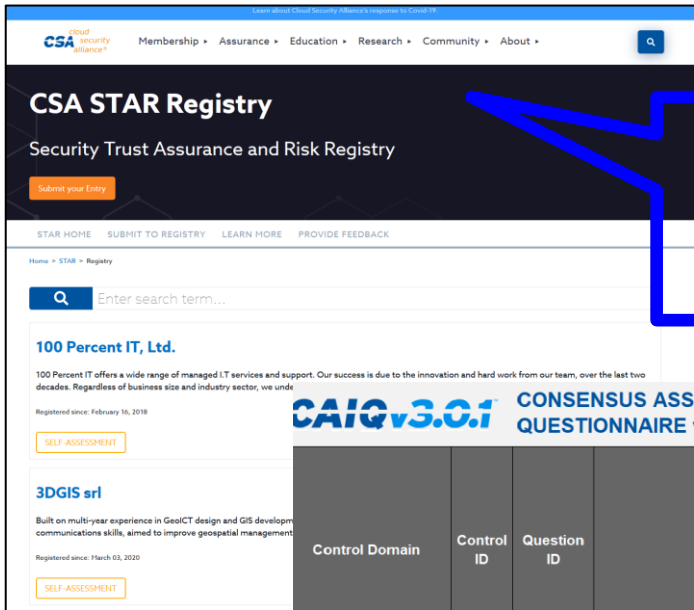 Learn about Cloud Security Alliance's response to Covid-19.
cloud
CSA security
alliance®
Membership ▸ Assurance ▸ Education ▸ Research ▸ Community ▸ About ▸
CSA STAR Registry
Security Trust Assurance and Risk Registry
Submit your Entry
STAR HOME SUBMIT TO REGISTRY LEARN MORE PROVIDE FEEDBACK
Home > STAR > Registry
Enter search term...
100 Percent IT, Ltd.
100 Percent IT offers a wide range of managed I.T services and support. Our success is due to the innovation and hard work from our team, over the last two
decades. Regardless of business size and industry sector, we unde
Registered since: February 16, 2018
SELF-ASSESSMENT
3DGIS srl
Built on multi-year experience in GeoICT design and GIS developm
communications skills, aimed to improve geospatial management
Registered since: March 03, 2020
SELF-ASSESSMENT
CAIQv3.0.1™ CONSENSUS ASS
QUESTIONNAIRE
Control Domain
Control
ID
Question
ID